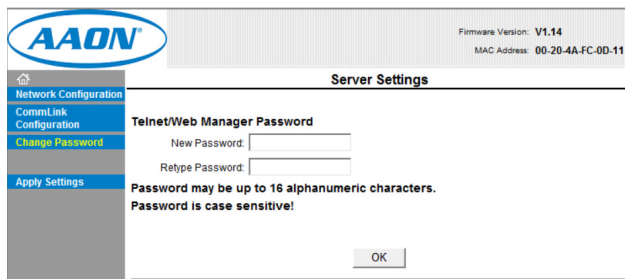 AAON®
Firmware Version: V1.14
MAC Address: 00-20-4A-FC-0D-11
Server Settings
Network Configuration
CommLink
Configuration
Change Password
Apply Settings
Telnet/Web Manager Password
New Password:
Retype Password:
Password may be up to 16 alphanumeric characters.
Password is case sensitive!
OK